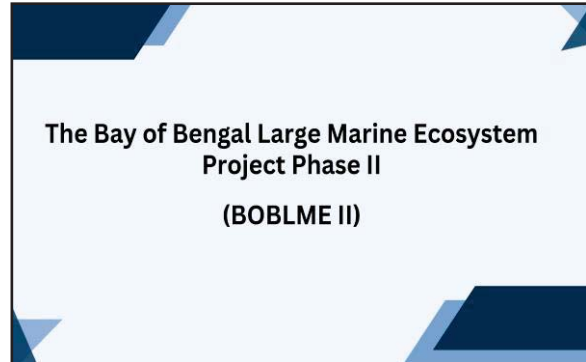 The Bay of Bengal Large Marine Ecosystem
Project Phase II
(BOBLME II)